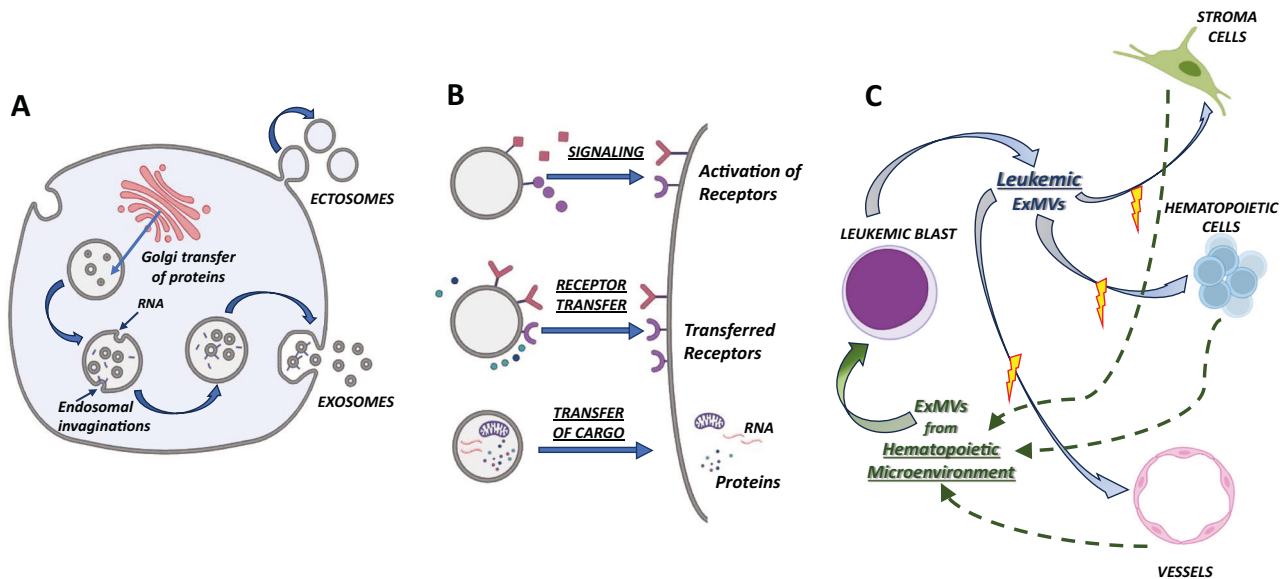 A
ECTOSOMES
Golgi transfer
of proteins
RNA
Endosomal
invaginations
EXOSOMES
B
SIGNALING
Activation of
Receptors
RECEPTOR
TRANSFER
Transferred
Receptors
TRANSFER
OF CARGO
RNA
Proteins
C
STROMA
CELLS
Leukemic
ExMVs
HEMATOPOIETIC
CELLS
LEUKEMIC BLAST
ExMVs
from
Hematopoietic
Microenvironment
VESSELS